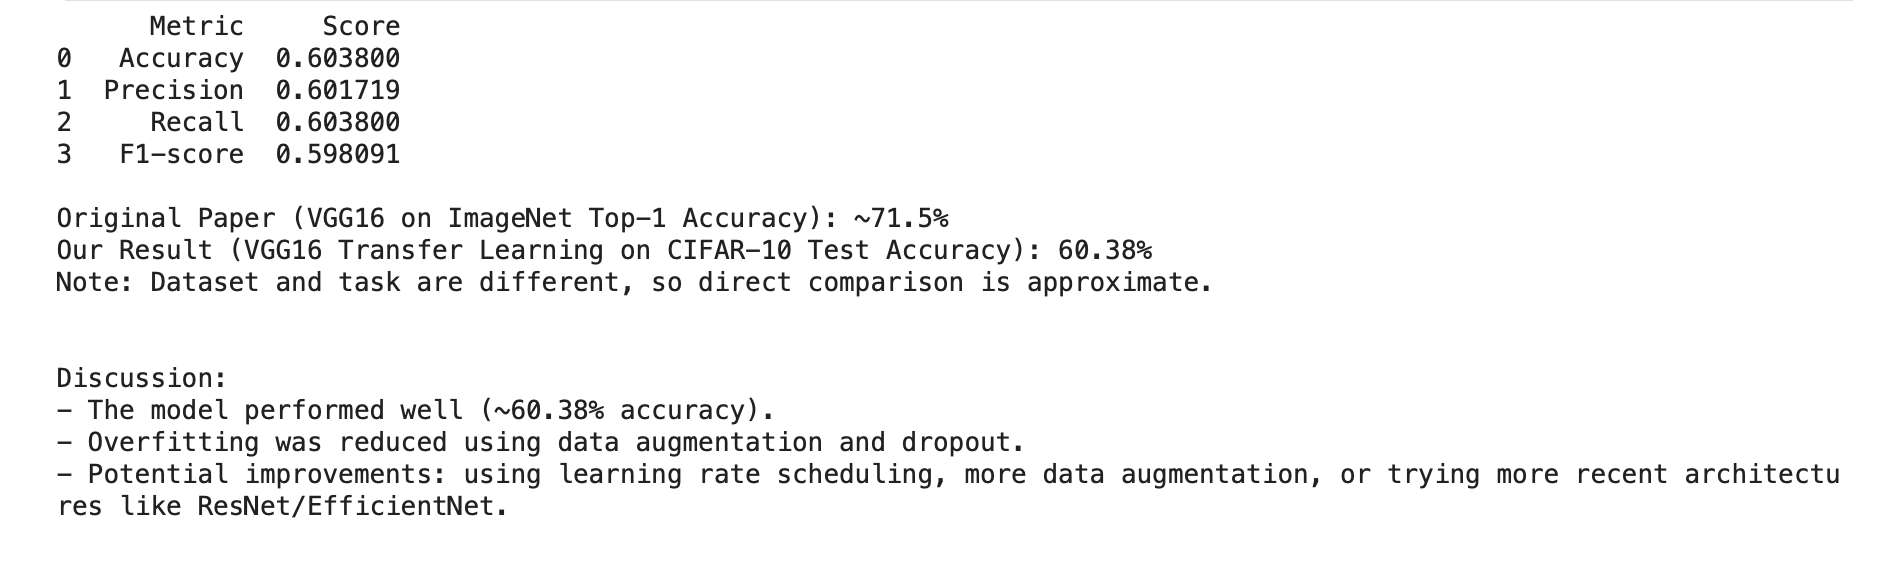 Metric Score
0 Accuracy 0.603800
1 Precision 0.601719
2 Recall 0.603800
3 F1-score 0.598091
Original Paper (VGG16 on ImageNet Top-1 Accuracy): ~71.5%
Our Result (VGG16 Transfer Learning on CIFAR-10 Test Accuracy): 60.38%
Note: Dataset and task are different, so direct comparison is approximate.
Discussion:
- The model performed well (~60.38% accuracy).
- Overfitting was reduced using data augmentation and dropout.
- Potential improvements: using learning rate scheduling, more data augmentation, or trying more recent architectu
res like ResNet/EfficientNet.